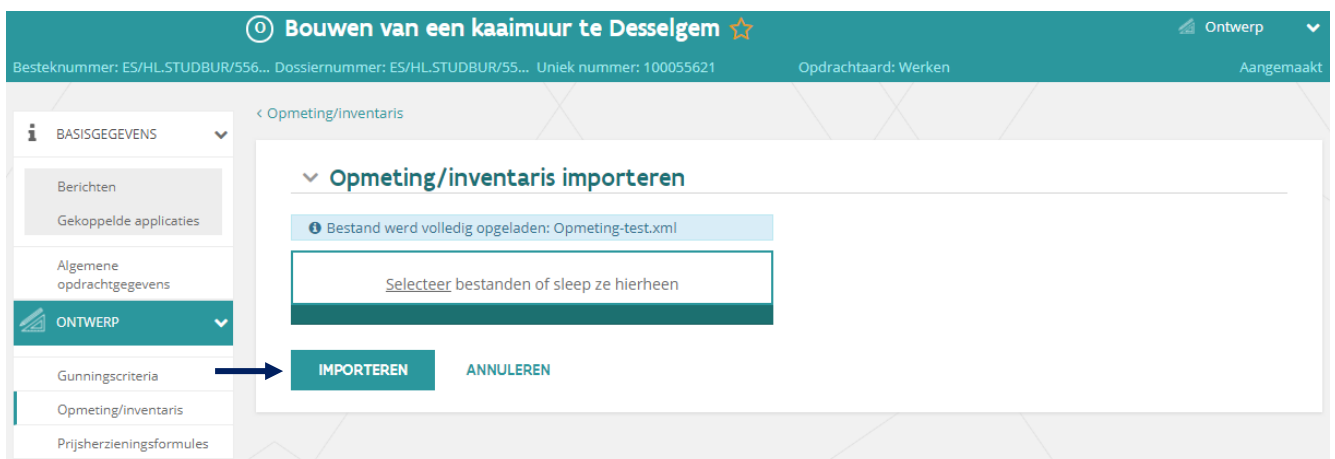 O Bouwen van een kaaimuur te Desselgem
Ontwerp
Besteknummer: ES/HL.STUDBUR/556... Dossiernummer: ES/HL.STUDBUR/55... Uniek nummer: 100055621 Opdrachtaard: Werken Aangemaakt
< Opmeting/inventaris
i BASISGEGEVENS
Berichten
Gekoppelde applicaties
Algemene
opdrachtgegevens
ONTWERP
Gunningscriteria
Opmeting/inventaris
Prijsherzieningsformules
Opmeting/inventaris importeren
Bestand werd volledig opgeladen: Opmeting-test.xml
Selecteer bestanden of sleep ze hierheen
IMPORTEREN ANNULEREN